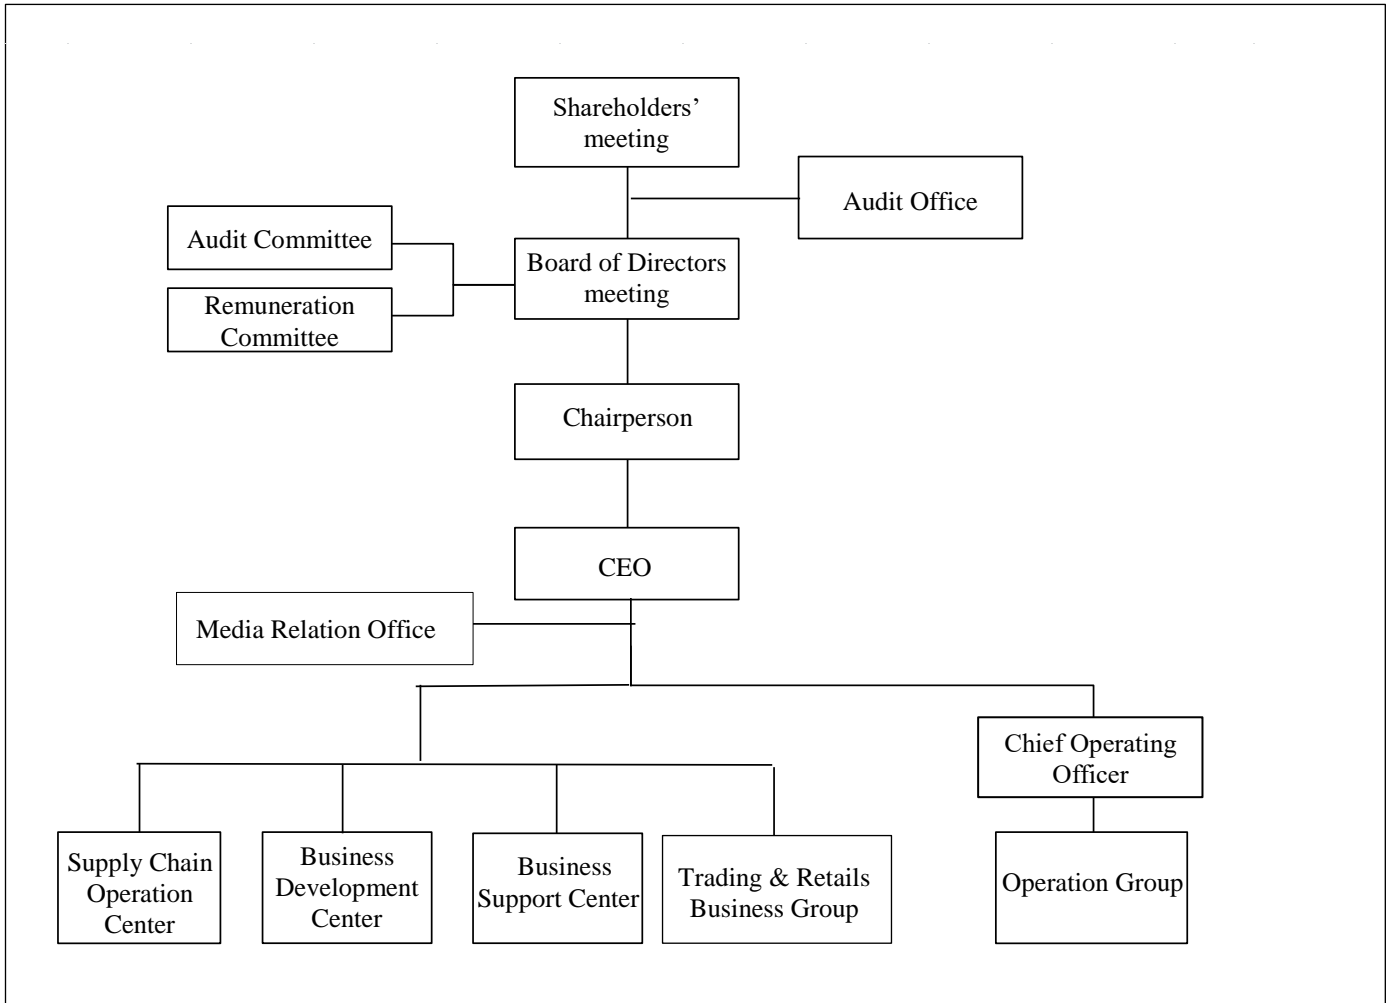 Shareholders’
meeting
Audit Office
Audit Committee
Board of Directors
meeting
Remuneration
Committee
Chairperson
CEO
Media Relation Office
Chief Operating
Officer
Supply Chain
Operation
Center
Business
Development
Center
Business
Support Center
Trading & Retails
Business Group
Operation Group